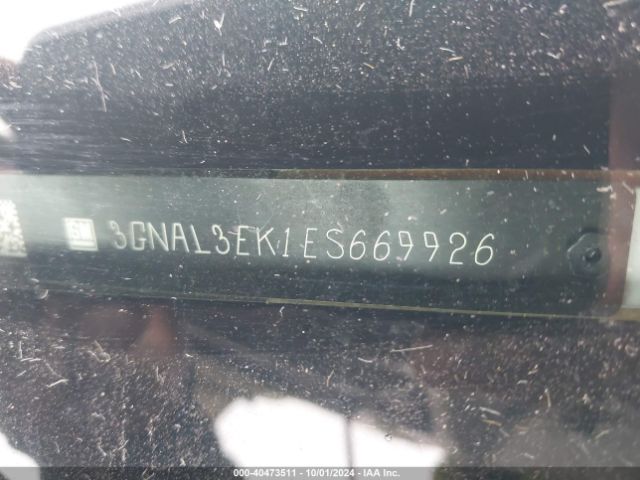 GM 3GNAL3EK1ES669926
000-40473511 - 10/01/2024 - IAA Inc.